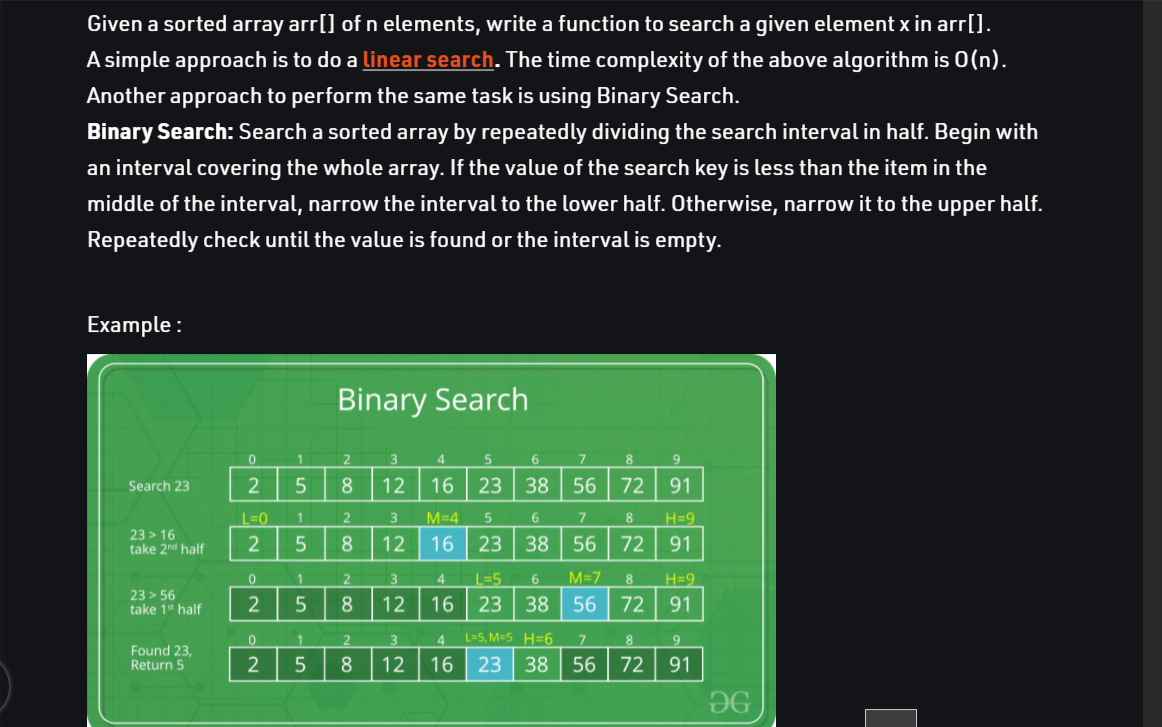 Given a sorted array arr[] of n elements, write a function to search a given element x in arr[].
A simple approach is to do a linear search. The time complexity of the above algorithm is O(n).
Another approach to perform the same task is using Binary Search.
Binary Search: Search a sorted array by repeatedly dividing the search interval in half. Begin with
an interval covering the whole array. If the value of the search key is less than the item in the
middle of the interval, narrow the interval to the lower half. Otherwise, narrow it to the upper half.
Repeatedly check until the value is found or the interval is empty.
Example :
Binary Search
0 1 2 3 4 5 6 7 8 9
Search 23 2 5 8 12 16 23 38 56 72 91
L=0 1 2 3 M=4 5 6 7 8 H=9
23 > 16
take 2nd half 2 5 8 12 16 23 38 56 72 91
0 1 2 3 4 L=5 6 M=7 8 H=9
23 > 56
take 1st half 2 5 8 12 16 23 38 56 72 91
0 1 2 3 4 L=5, M=5 H=6 7 8 9
Found 23,
Return 5 2 5 8 12 16 23 38 56 72 91